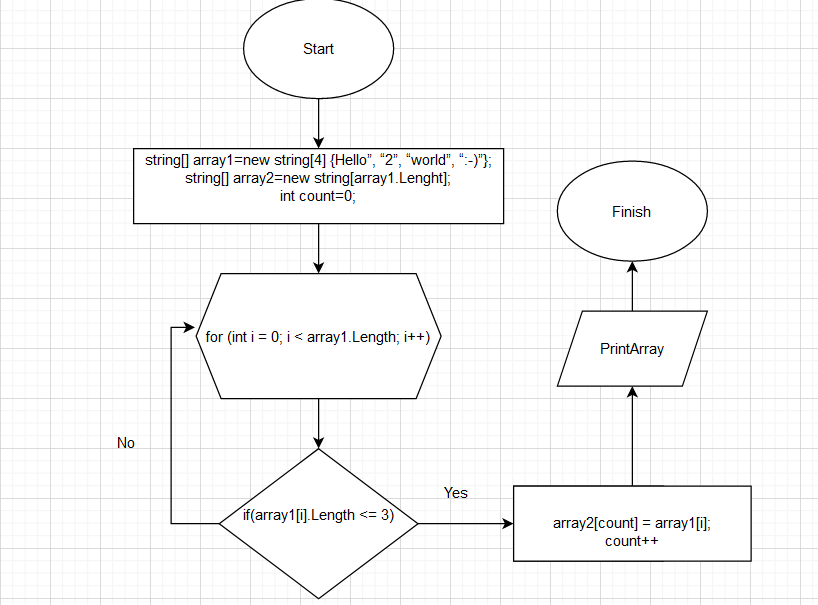 Start
string[] array1=new string[4] {Hello”, “2”, “world”, “:-)”};
string[] array2=new string[array1.Lenght];
int count=0;
for (int i = 0; i < array1.Length; i++)
No
if(array1[i].Length <= 3)
Yes
array2[count] = array1[i];
count++
PrintArray
Finish